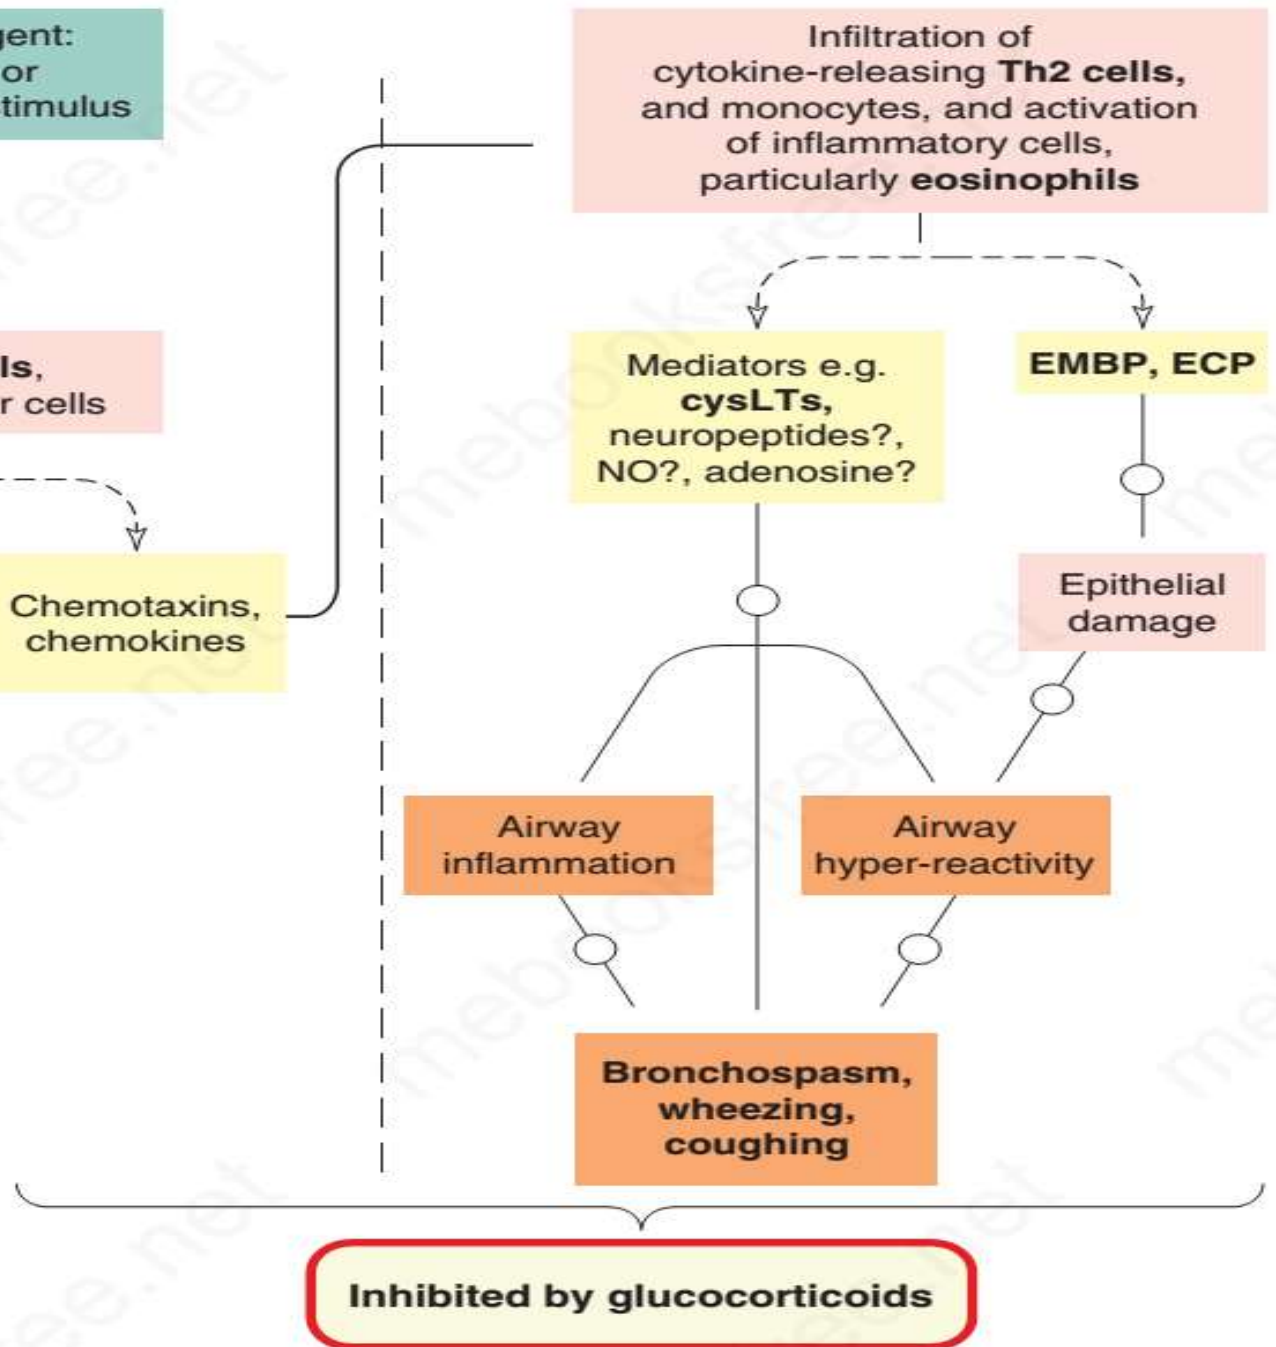 gent:
or
timulus
ls,
r cells
Chemotaxins,
chemokines
Infiltration of
cytokine-releasing Th2 cells,
and monocytes, and activation
of inflammatory cells,
particularly eosinophils
Mediators e.g.
cysLTs,
neuropeptides?,
NO?, adenosine?
EMBP, ECP
Epithelial
damage
Airway
inflammation
Airway
hyper-reactivity
Bronchospasm,
wheezing,
coughing
Inhibited by glucocorticoids
mebooksfree.net